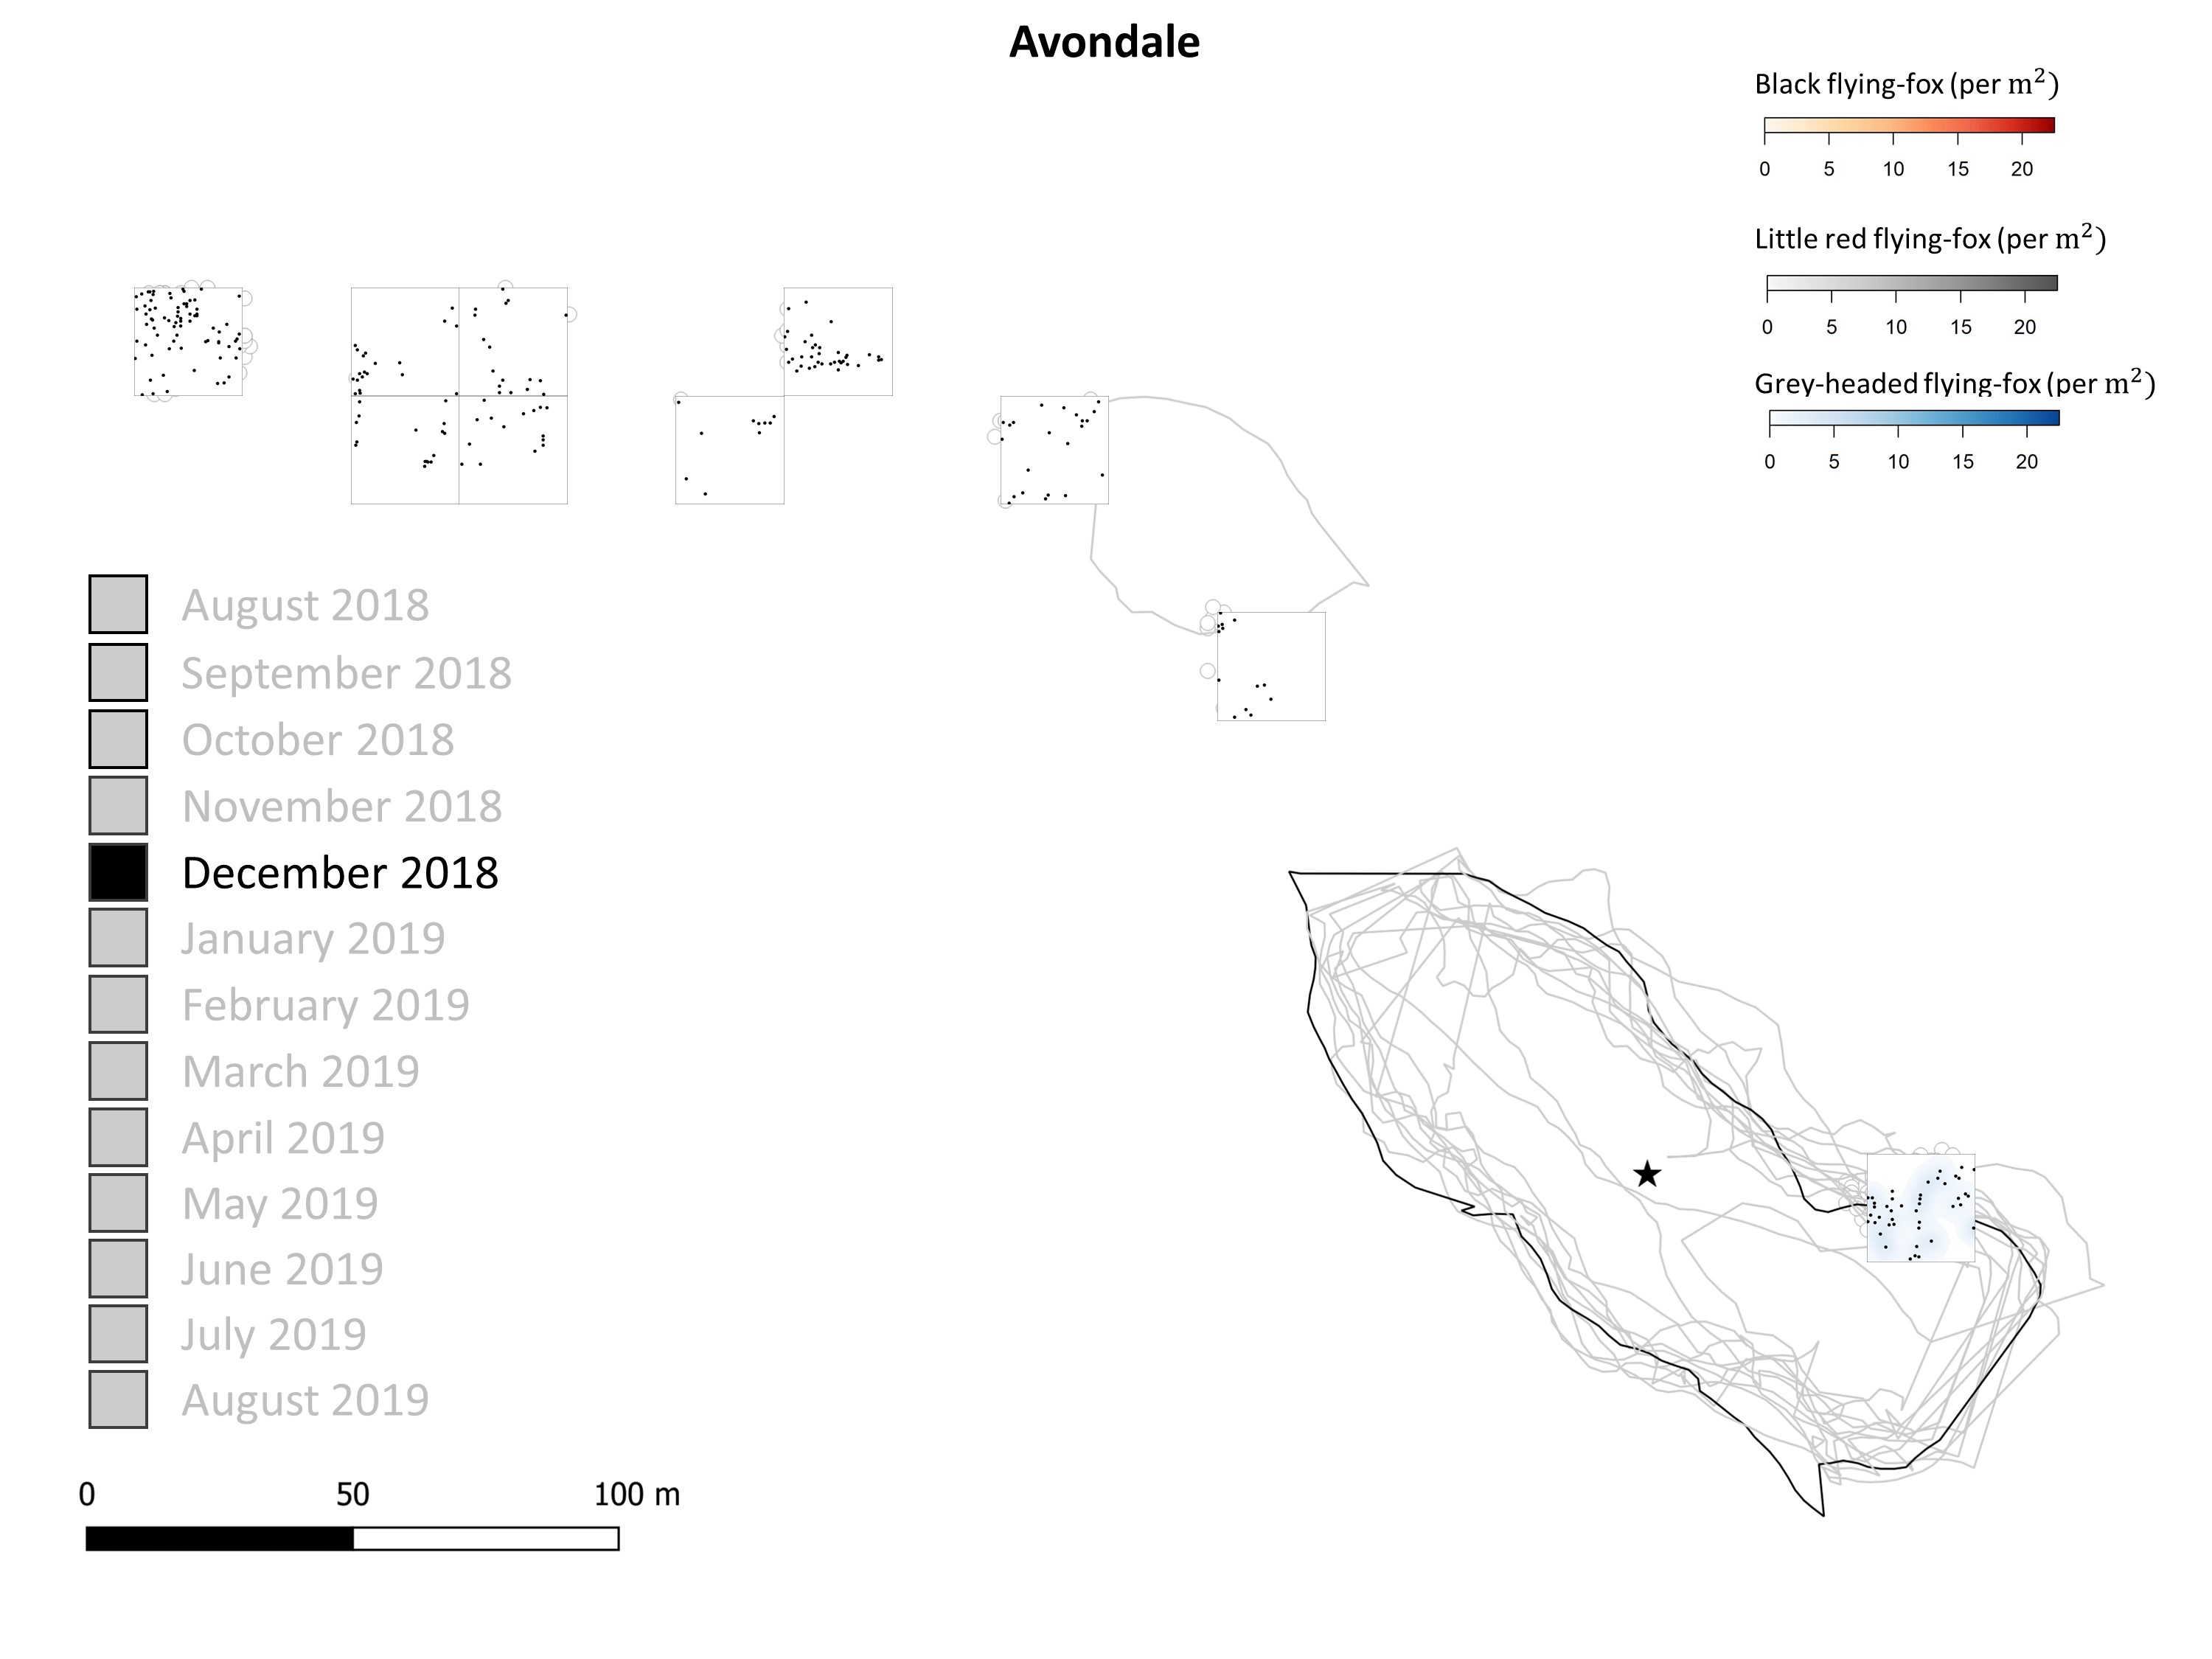 Avondale
Black flying-fox (per m²)
0 5 10 15 20
Little red flying-fox (per m²)
0 5 10 15 20
Grey-headed flying-fox (per m²)
0 5 10 15 20
August 2018
September 2018
October 2018
November 2018
December 2018
January 2019
February 2019
March 2019
April 2019
May 2019
June 2019
July 2019
August 2019
0 50 100 m